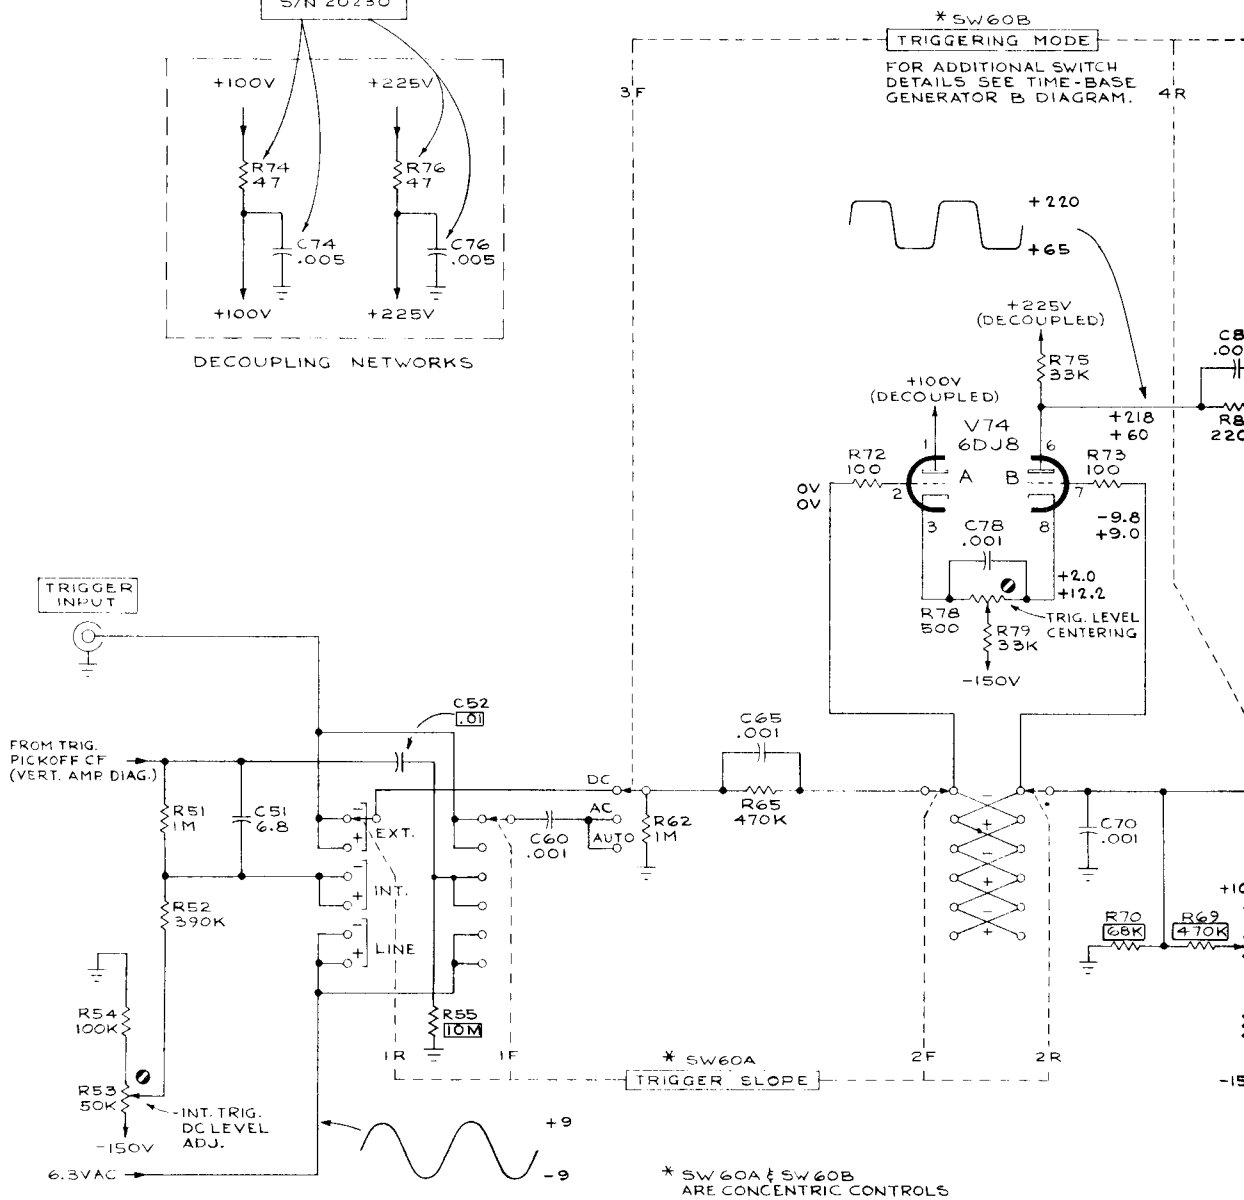 S/N 20230
+100V
+225V
R74
47
R76
47
C74
.005
C76
.005
+100V
+225V
DECOUPLING NETWORKS
* SW60B
TRIGGERING MODE
FOR ADDITIONAL SWITCH
DETAILS SEE TIME-BASE
GENERATOR B DIAGRAM.
3F
4R
+220
+65
+225V
(DECOUPLED)
R75
33K
+100V
(DECOUPLED)
+218
+60
V74
6DJ8
1
6
R72
100
R73
100
A
B
2
7
0V
0V
3
8
-9.8
+9.0
C78
.001
+2.0
+12.2
R78
500
TRIG. LEVEL
CENTERING
R79
33K
-150V
TRIGGER
INPUT
FROM TRIG.
PICKOFF CF
(VERT. AMP. DIAG.)
C52
.01
R51
1M
C51
6.8
-
+
EXT.
-
+
INT.
-
+
LINE
R52
390K
R54
100K
R53
50K
-150V
-INT. TRIG.
DC LEVEL
ADJ.
6.3VAC
R55
10M
1R
1F
C60
.001
DC
AC
AUTO
R62
1M
C65
.001
R65
470K
-
+
-
+
-
+
C70
.001
R70
68K
R69
470K
2F
2R
* SW60A
TRIGGER SLOPE
+9
-9
* SW60A & SW60B
ARE CONCENTRIC CONTROLS